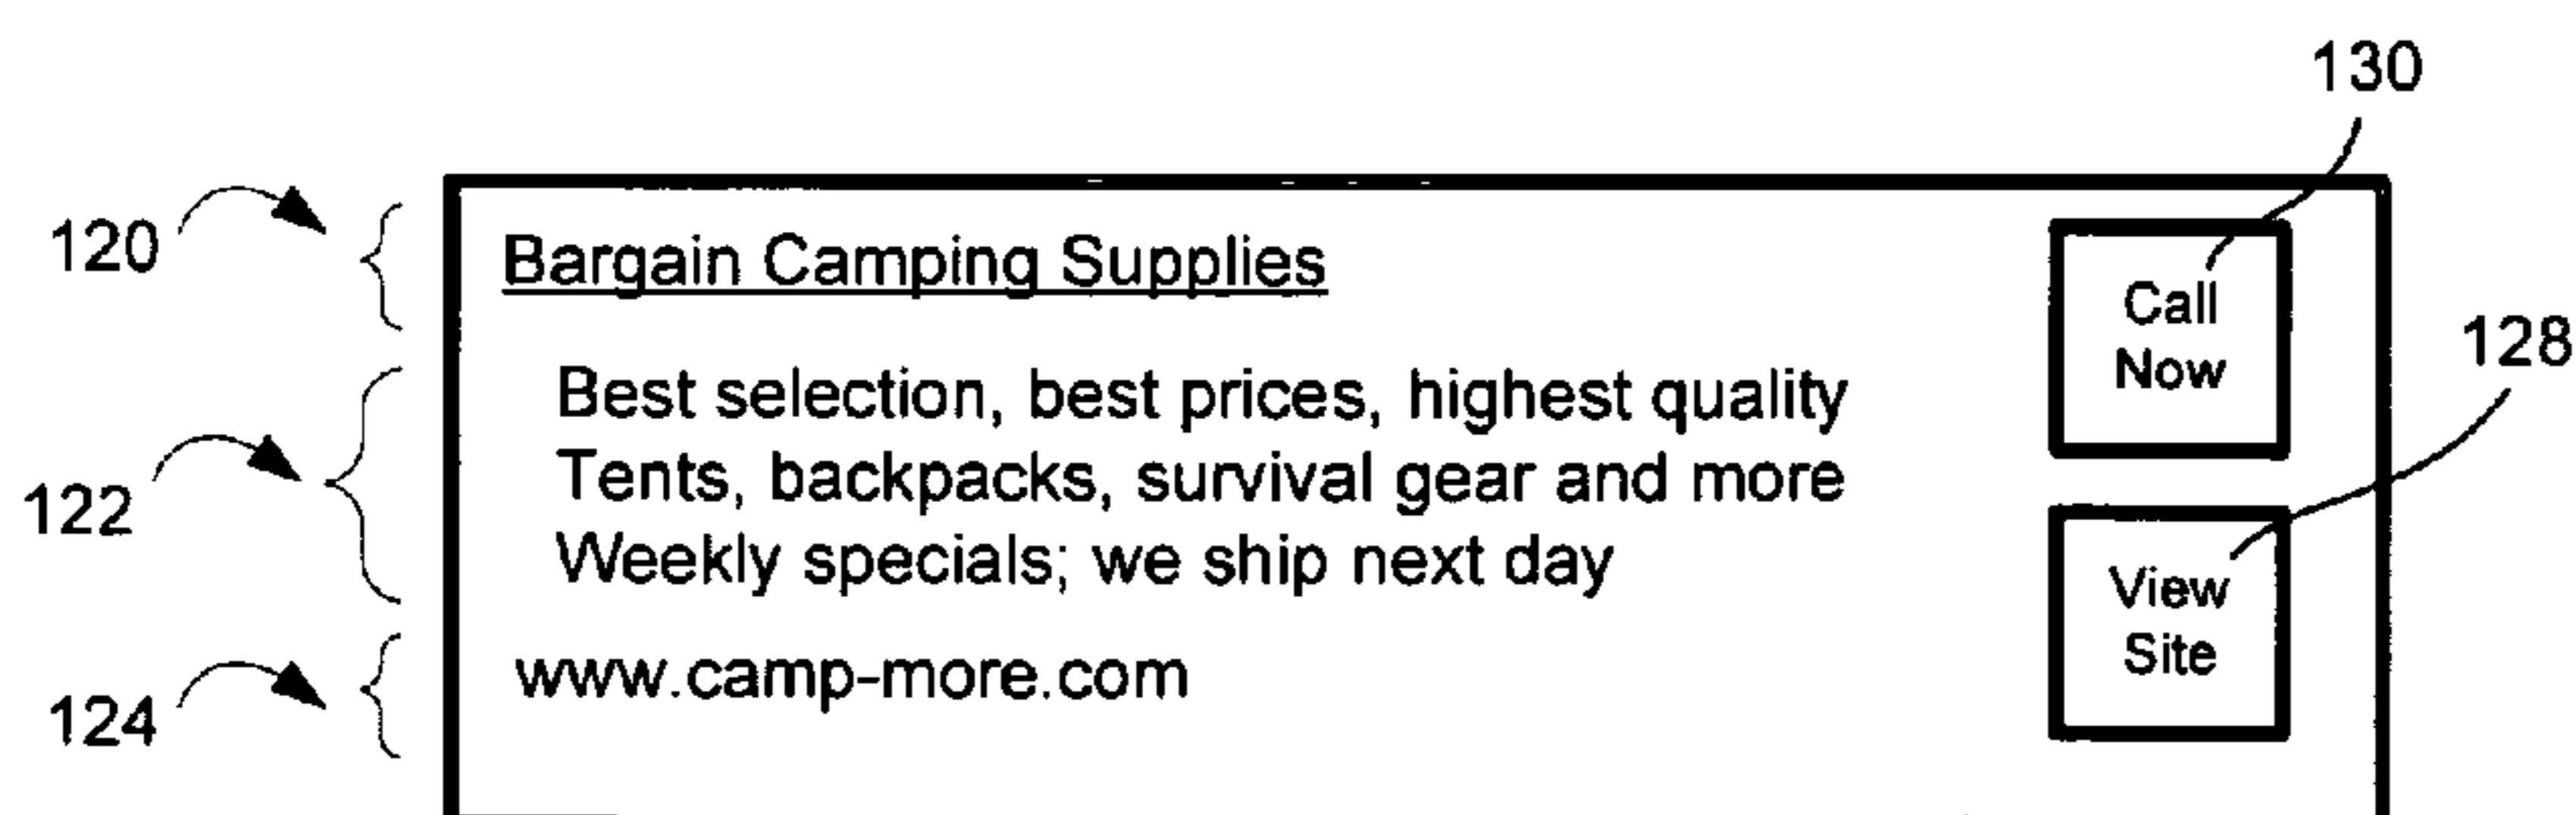 130
120
Bargain Camping Supplies
Call
Now
128
Best selection, best prices, highest quality
122
Tents, backpacks, survival gear and more
Weekly specials; we ship next day
View
Site
124
www.camp-more.com